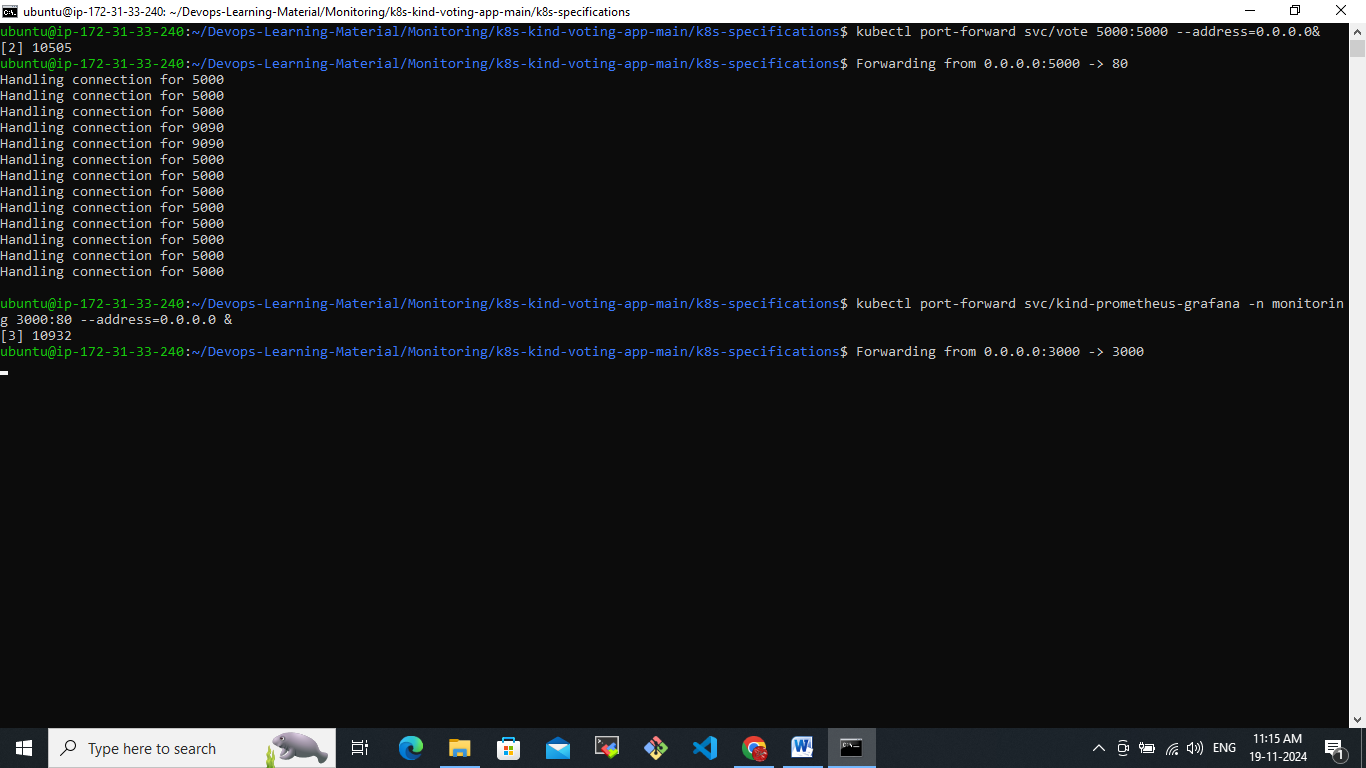 ubuntu@ip-172-31-33-240: ~/Devops-Learning-Material/Monitoring/k8s-kind-voting-app-main/k8s-specifications
ubuntu@ip-172-31-33-240:~/Devops-Learning-Material/Monitoring/k8s-kind-voting-app-main/k8s-specifications$ kubectl port-forward svc/vote 5000:5000 --address=0.0.0.0&
[2] 10505
ubuntu@ip-172-31-33-240:~/Devops-Learning-Material/Monitoring/k8s-kind-voting-app-main/k8s-specifications$ Forwarding from 0.0.0.0:5000 -> 80
Handling connection for 5000
Handling connection for 5000
Handling connection for 5000
Handling connection for 9090
Handling connection for 9090
Handling connection for 5000
Handling connection for 5000
Handling connection for 5000
Handling connection for 5000
Handling connection for 5000
Handling connection for 5000
Handling connection for 5000
Handling connection for 5000
ubuntu@ip-172-31-33-240:~/Devops-Learning-Material/Monitoring/k8s-kind-voting-app-main/k8s-specifications$ kubectl port-forward svc/kind-prometheus-grafana -n monitorin
g 3000:80 --address=0.0.0.0 &
[3] 10932
ubuntu@ip-172-31-33-240:~/Devops-Learning-Material/Monitoring/k8s-kind-voting-app-main/k8s-specifications$ Forwarding from 0.0.0.0:3000 -> 3000
Type here to search
ENG
11:15 AM
19-11-2024
1